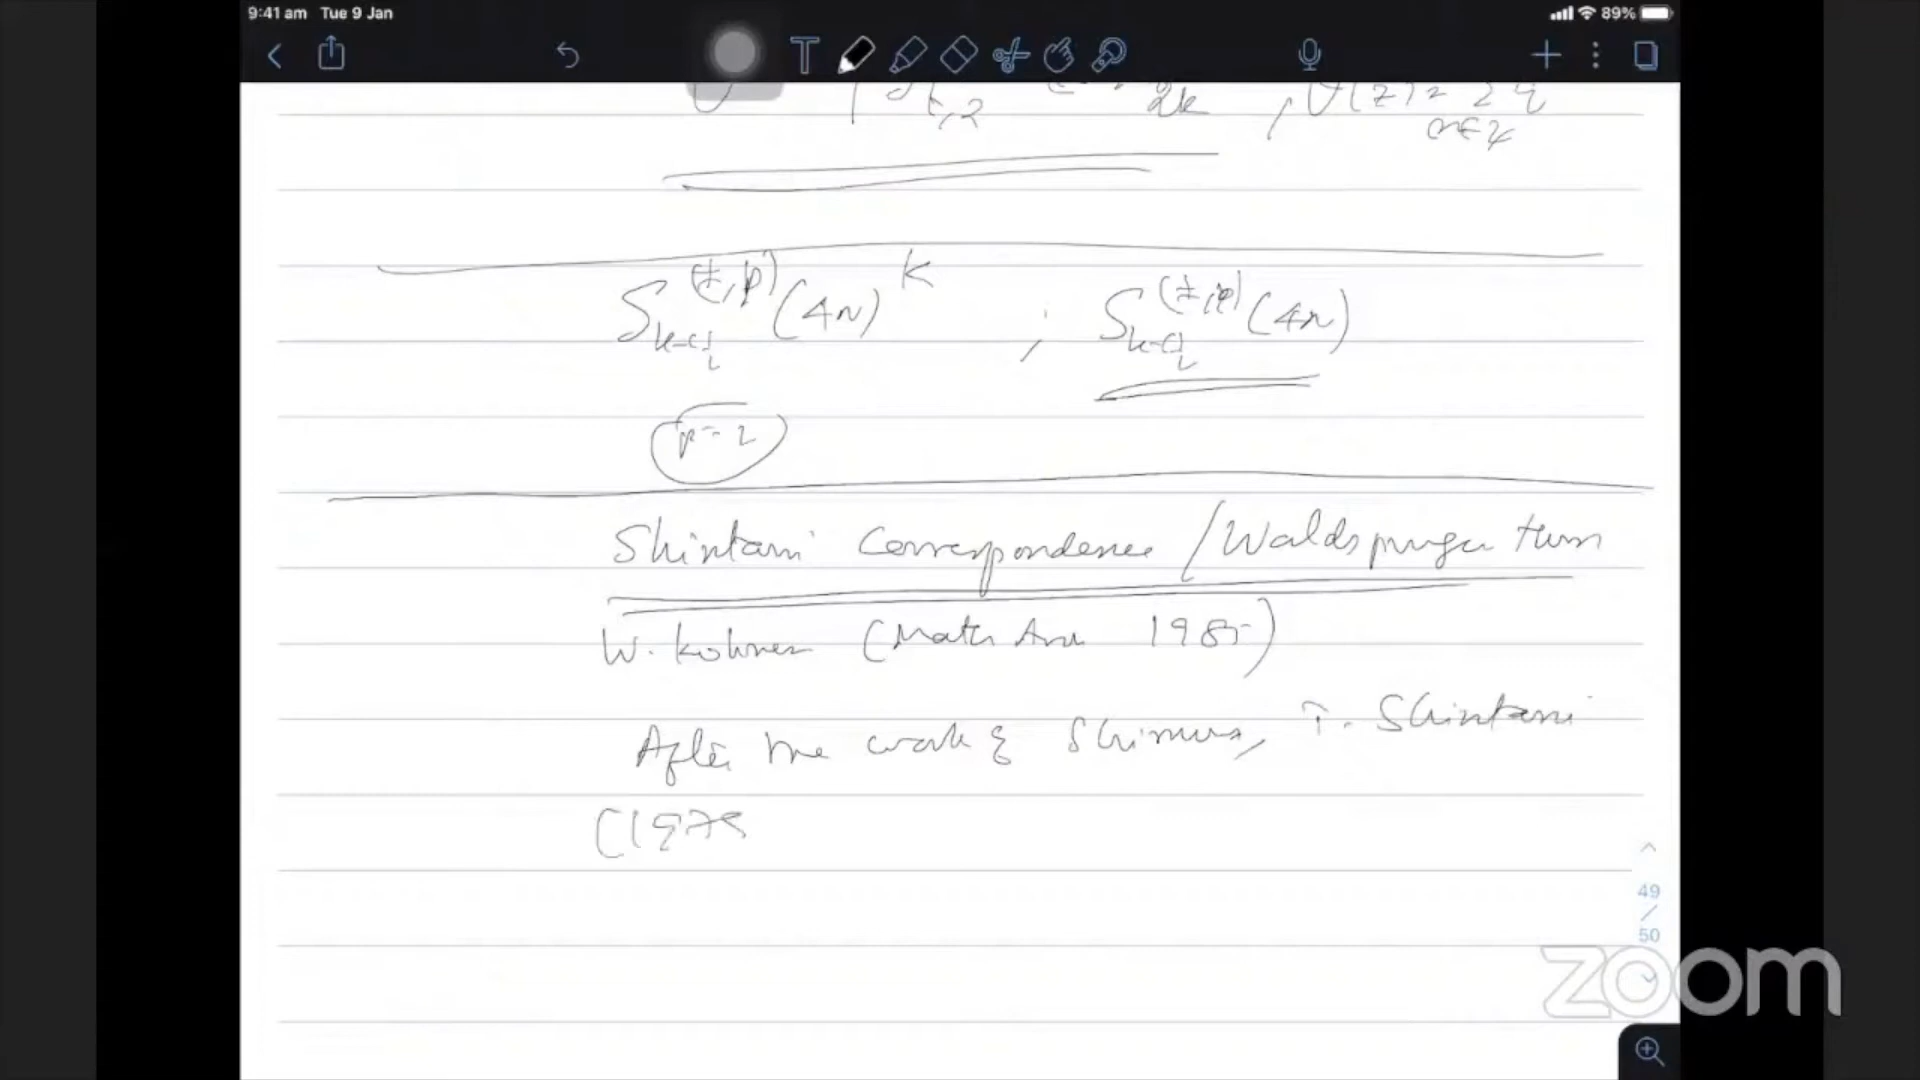 9:41 am Tue 9 Jan 89%
2k , θ(z) = Σ q
n∈Z
S_{k+1/2}^{(±,p)}(4N) K ; S_{k+1/2}^{(±,p)}(4N)
p=2
Shintani Correspondence / Waldspurger thm
W. Kohnen (Math Ann 1985)
After the work of Shimura, T. Shintani
(1975
49
/
50
zoom